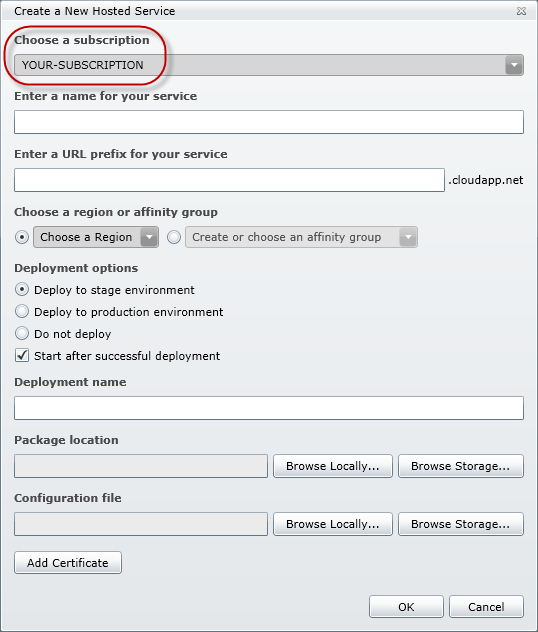 Create a New Hosted Service
Choose a subscription
YOUR-SUBSCRIPTION
Enter a name for your service
Enter a URL prefix for your service
.cloudapp.net
Choose a region or affinity group
Choose a Region Create or choose an affinity group
Deployment options
Deploy to stage environment
Deploy to production environment
Do not deploy
Start after successful deployment
Deployment name
Package location
Browse Locally... Browse Storage...
Configuration file
Browse Locally... Browse Storage...
Add Certificate
OK Cancel